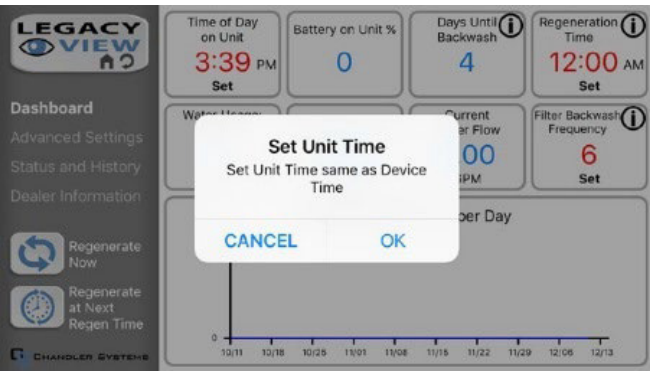 LEGACY
VIEW
Dashboard
Advanced Settings
Status and History
Dealer Information
Regenerate
Now
Regenerate
at Next
Regen Time
CHANDLER SYSTEMS
Time of Day
on Unit
3:39 PM
Set
Battery on Unit %
0
Days Until
Backwash
4
Regeneration
Time
12:00 AM
Set
Water Usage
Current
Flow
GPM
Filter Backwash
Frequency
6
Set
Set Unit Time
Set Unit Time same as Device
Time
CANCEL
OK
per Day
0
10/11 10/18 10/25 11/01 11/08 11/15 11/22 11/29 12/06 12/13